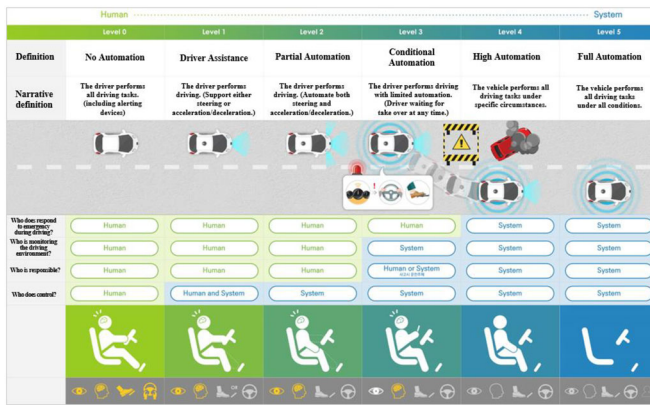 Human
System
Level 0
Level 1
Level 2
Level 3
Level 4
Level 5
Definition
No Automation
Driver Assistance
Partial Automation
Conditional
Automation
High Automation
Full Automation
Narrative
definition
The driver performs
all driving tasks.
(including alerting
devices)
The driver performs
driving. (Support either
steering or
acceleration/deceleration.)
The driver performs
driving. (Automate both
steering and
acceleration/deceleration.)
The driver performs driving
with limited automation.
(Driver waiting for
take over at any time.)
The vehicle performs all
driving tasks under
specific circumstances.
The vehicle performs
all driving tasks
under all conditions.
Who does respond
to emergency
during driving?
Human
Human
Human
Human
System
System
Who is monitoring
the driving
environment?
Human
Human
Human
System
System
System
Who is responsible?
Human
Human
Human
Human or System
System
System
Who does control?
Human
Human and System
System
System
System
System